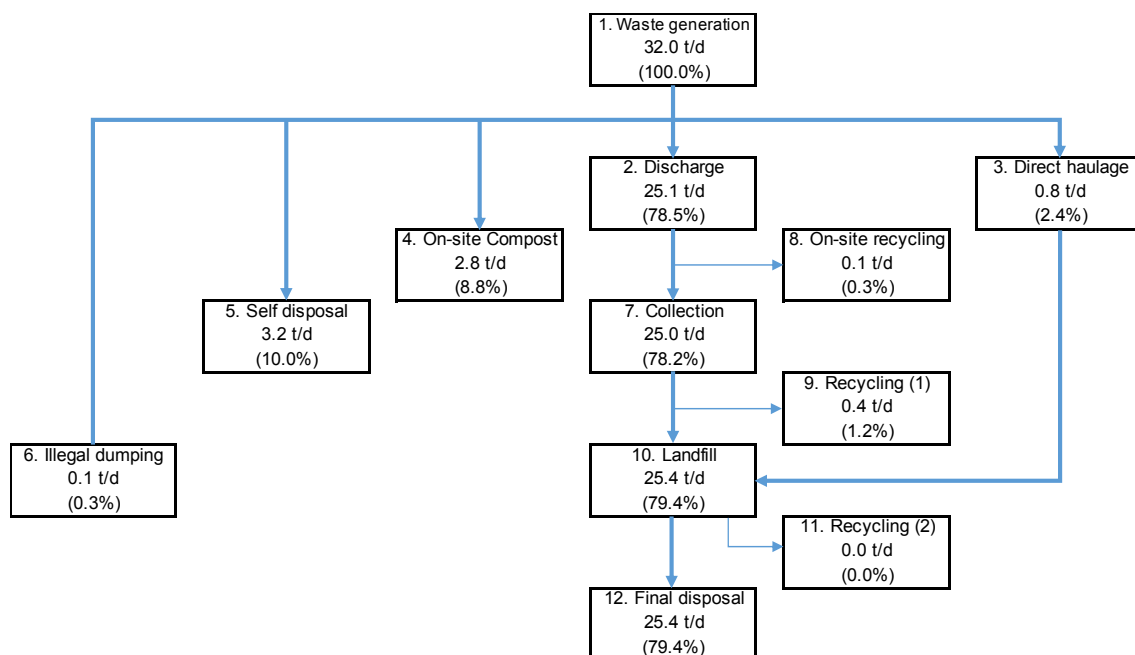 1. Waste generation
32.0 t/d
(100.0%)
2. Discharge
25.1 t/d
(78.5%)
3. Direct haulage
0.8 t/d
(2.4%)
4. On-site Compost
2.8 t/d
(8.8%)
8. On-site recycling
0.1 t/d
(0.3%)
5. Self disposal
3.2 t/d
(10.0%)
7. Collection
25.0 t/d
(78.2%)
9. Recycling (1)
0.4 t/d
(1.2%)
6. Illegal dumping
0.1 t/d
(0.3%)
10. Landfill
25.4 t/d
(79.4%)
11. Recycling (2)
0.0 t/d
(0.0%)
12. Final disposal
25.4 t/d
(79.4%)